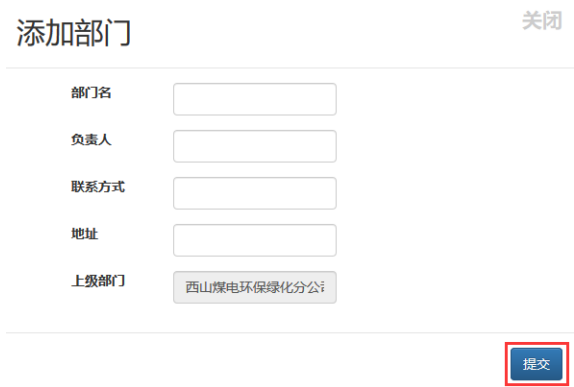 添加部门
关闭
部门名
负责人
联系方式
地址
上级部门
西山煤电环保绿化分公
提交